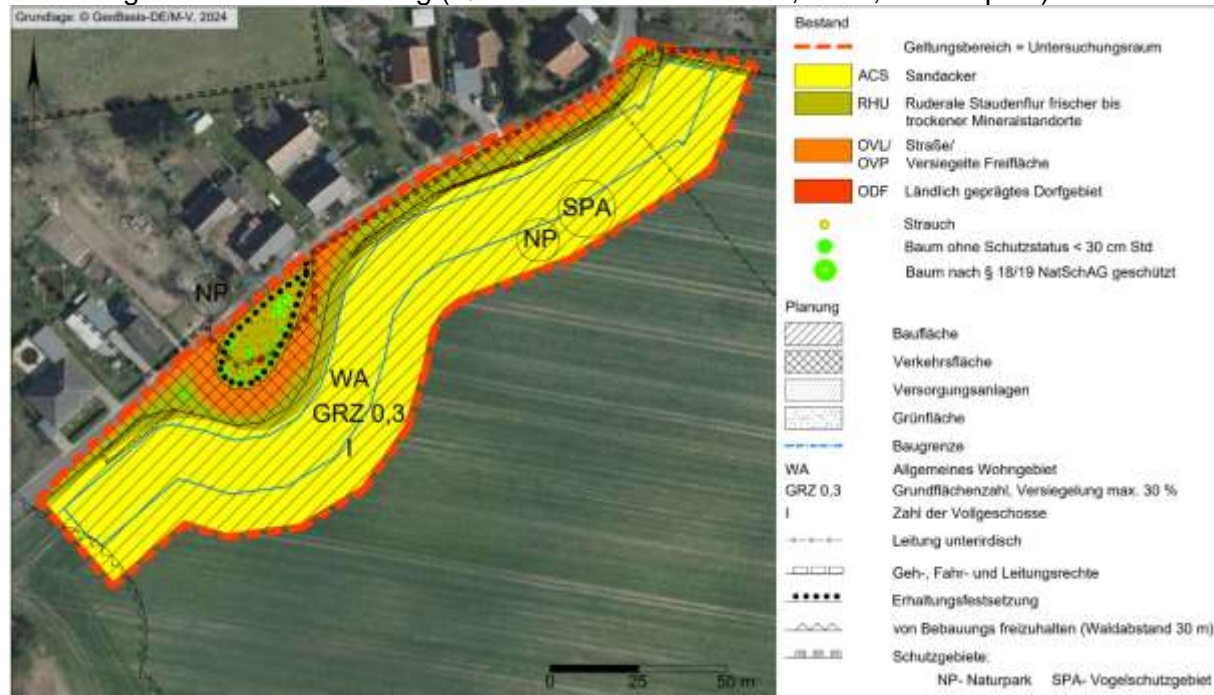 Grundlage: © GeoBasis-DE/M-V, 2024
NP
SPA
NP
WA
GRZ 0,3
I
0 25 50 m
Bestand
Geltungsbereich = Untersuchungsraum
ACS Sandacker
RHU Ruderale Staudenflur frischer bis
trockener Mineralstandorte
OVL/ Straße/
OVP Versiegelte Freifläche
ODF Ländlich geprägtes Dorfgebiet
Strauch
Baum ohne Schutzstatus < 30 cm Std
Baum nach § 18/19 NatSchAG geschützt
Planung
Baufläche
Verkehrsfläche
Versorgungsanlagen
Grünfläche
Baugrenze
WA Allgemeines Wohngebiet
GRZ 0,3 Grundflächenzahl, Versiegelung max. 30 %
I Zahl der Vollgeschosse
Leitung unterirdisch
Geh-, Fahr- und Leitungsrechte
Erhaltungsfestsetzung
von Bebauungs freizuhalten (Waldabstand 30 m)
Schutzgebiete:
NP- Naturpark SPA- Vogelschutzgebiet